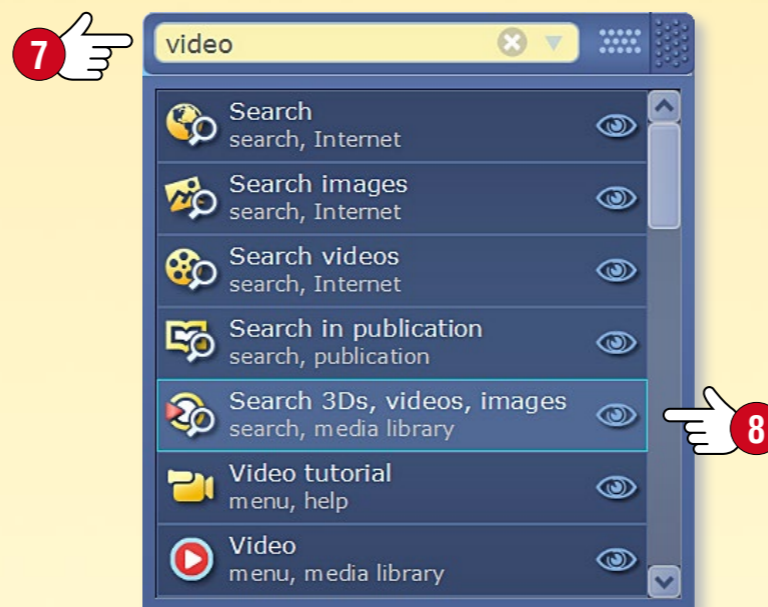 7
video
Search
search, Internet
Search images
search, Internet
Search videos
search, Internet
Search in publication
search, publication
Search 3Ds, videos, images
search, media library
8
Video tutorial
menu, help
Video
menu, media library